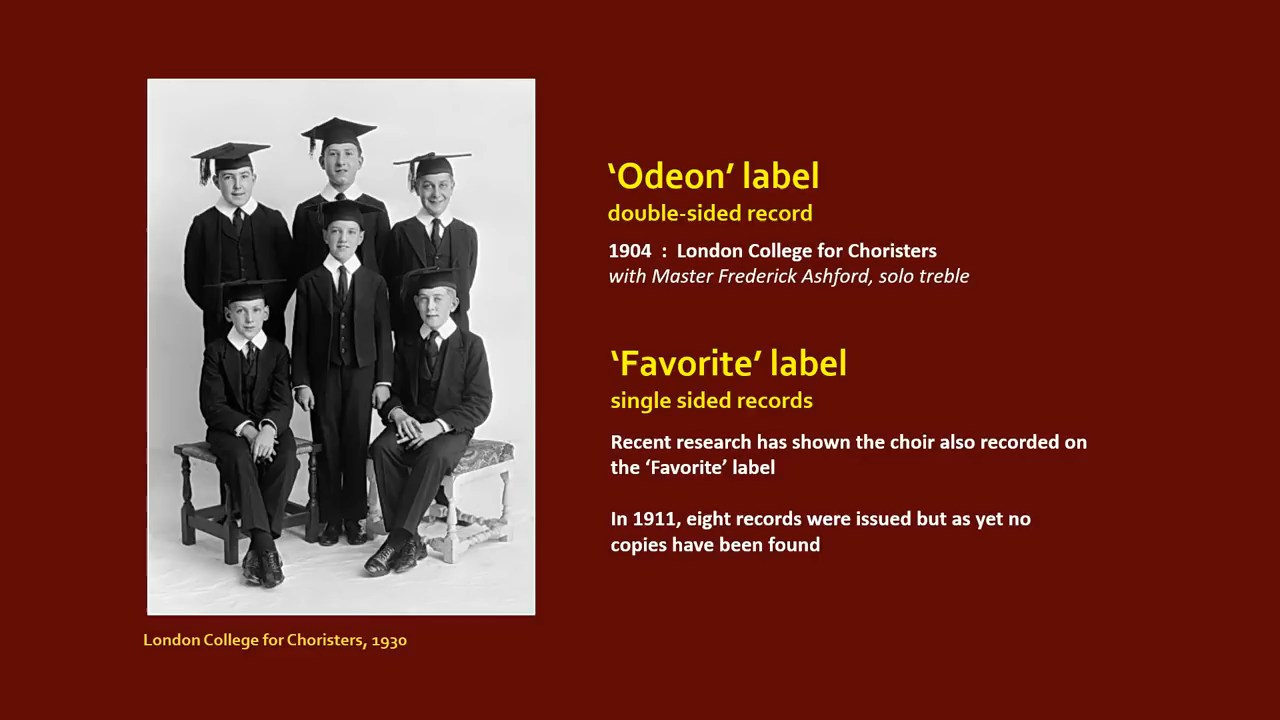 ‘Odeon’ label
double-sided record
1904 : London College for Choristers
with Master Frederick Ashford, solo treble
‘Favorite’ label
single sided records
Recent research has shown the choir also recorded on
the ‘Favorite’ label
In 1911, eight records were issued but as yet no
copies have been found
London College for Choristers, 1930